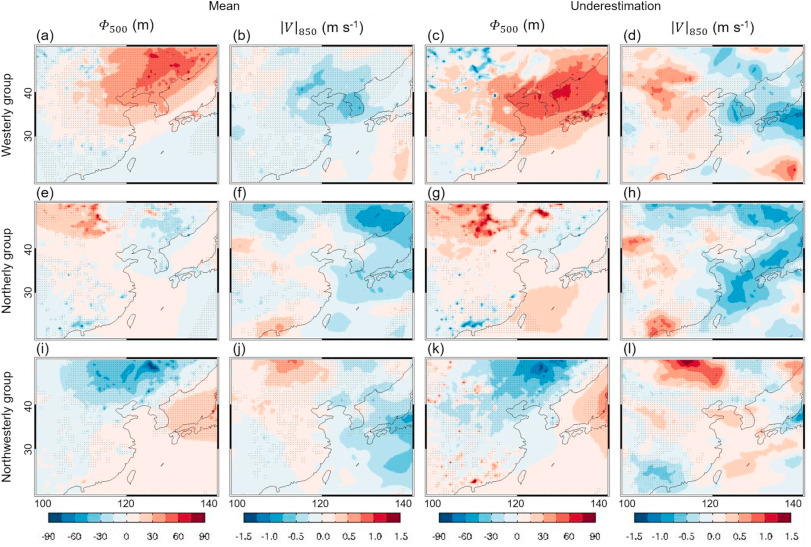 Mean Underestimation
Φ500 (m) |V|850 (m s-1) Φ500 (m) |V|850 (m s-1)
(a) (b) (c) (d)
Westerly group
40
30
(e) (f) (g) (h)
Northerly group
40
30
(i) (j) (k) (l)
Northwesterly group
40
30
100 120 140 120 140 100 120 140 120 140
-90 -60 -30 0 30 60 90 -1.5 -1.0 -0.5 0.0 0.5 1.0 1.5 -90 -60 -30 0 30 60 90 -1.5 -1.0 -0.5 0.0 0.5 1.0 1.5